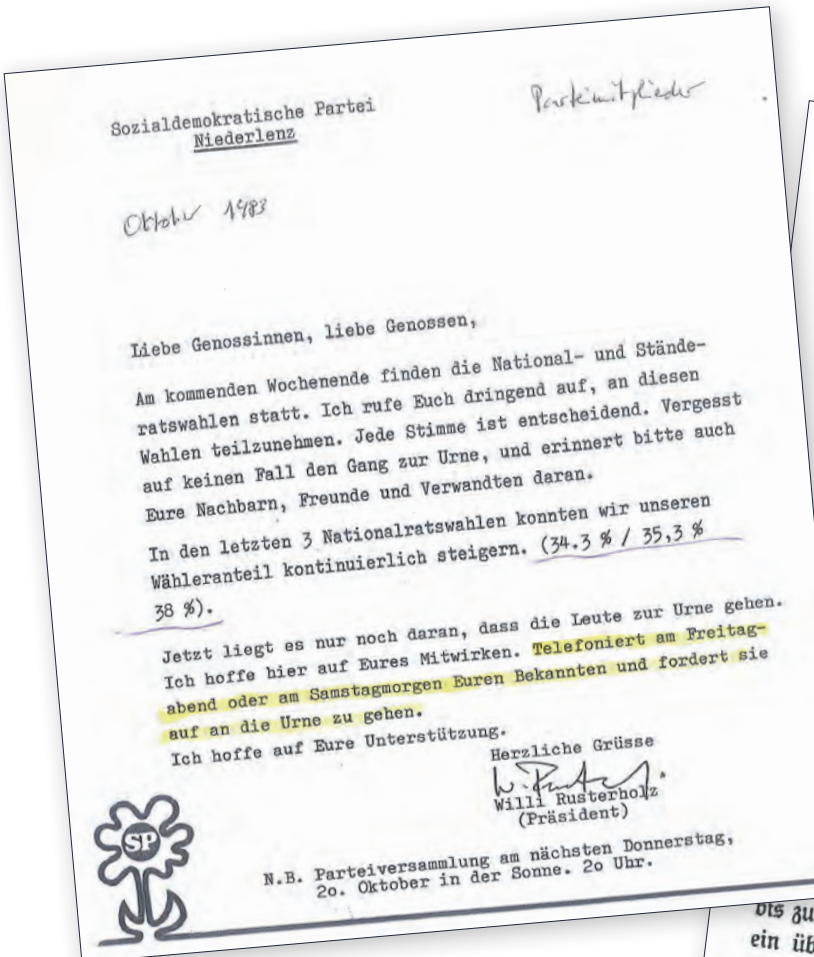 Sozialdemokratische Partei
Niederlenz
Parteimitglieder
Oktober 1983
Liebe Genossinnen, liebe Genossen,
Am kommenden Wochenende finden die National- und Stände-
ratswahlen statt. Ich rufe Euch dringend auf, an diesen
Wahlen teilzunehmen. Jede Stimme ist entscheidend. Vergesst
auf keinen Fall den Gang zur Urne, und erinnert bitte auch
Eure Nachbarn, Freunde und Verwandten daran.
In den letzten 3 Nationalratswahlen konnten wir unseren
Wähleranteil kontinuierlich steigern. (34.3 % / 35,3 %
38 %).
Jetzt liegt es nur noch daran, dass die Leute zur Urne gehen.
Ich hoffe hier auf Eures Mitwirken. Telefoniert am Freitag-
abend oder am Samstagmorgen Euren Bekannten und fordert sie
auf an die Urne zu gehen.
Ich hoffe auf Eure Unterstützung.
Herzliche Grüsse
Willi Rusterholz
(Präsident)
SP
N.B. Parteiversammlung am nächsten Donnerstag,
2o. Oktober in der Sonne. 2o Uhr.
zu
ein